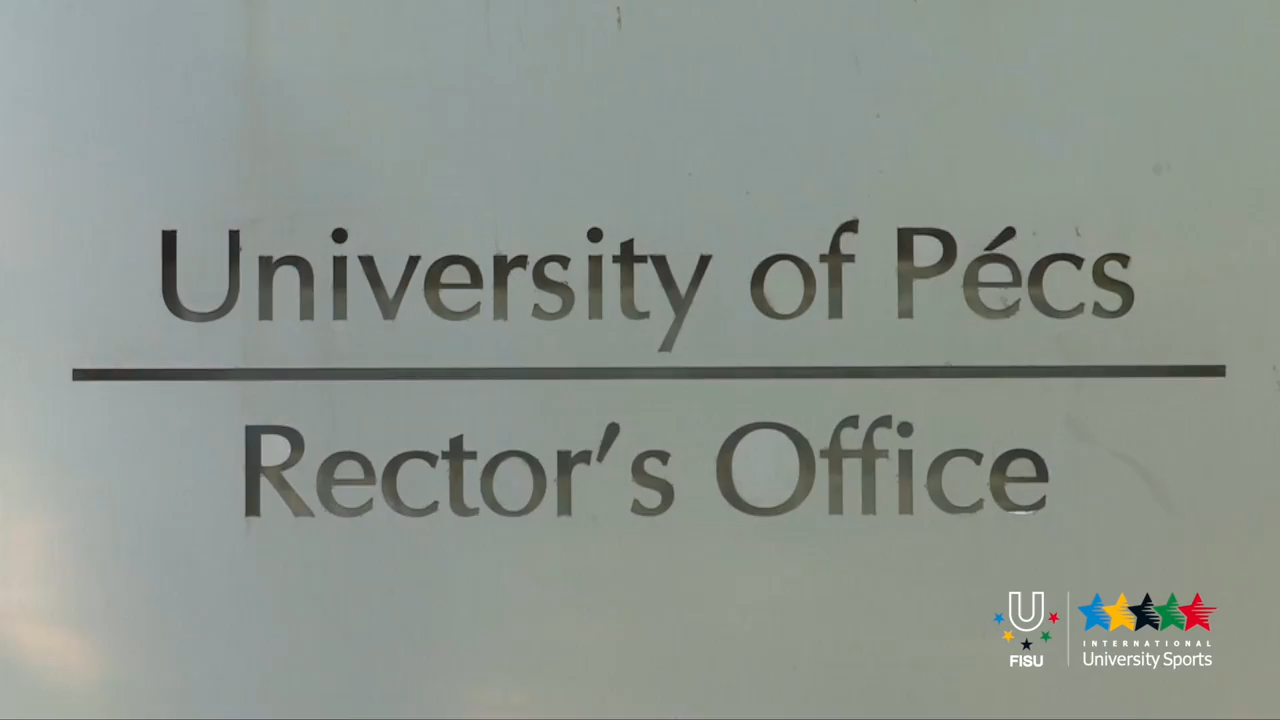 University of Pécs
Rector's Office
U
FISU
INTERNATIONAL
University Sports